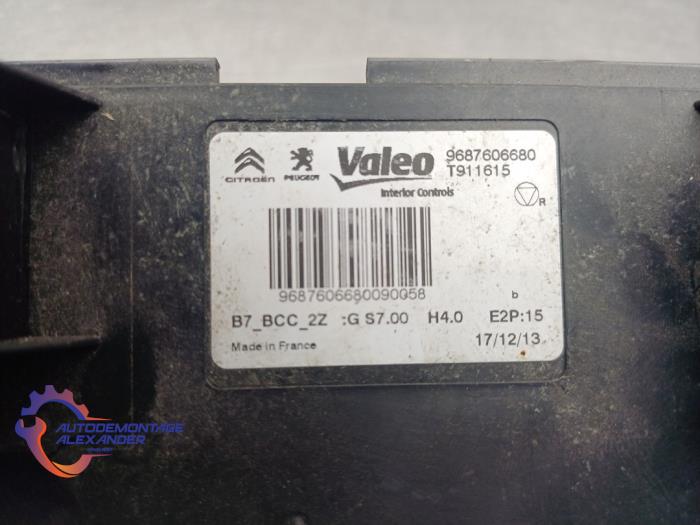 CITROËN PEUGEOT Valeo 9687606680
T911615
Interior Controls
R
9687606680090058
b
B7_BCC_2Z :G S7.00 H4.0 E2P:15
Made in France 17/12/13
AUTODEMONTAGE
ALEXANDER